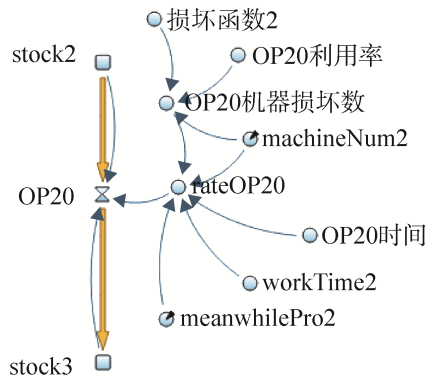 损坏函数2
stock2
OP20利用率
OP20机器损坏数
machineNum2
OP20
rateOP20
OP20时间
workTime2
meanwhilePro2
stock3